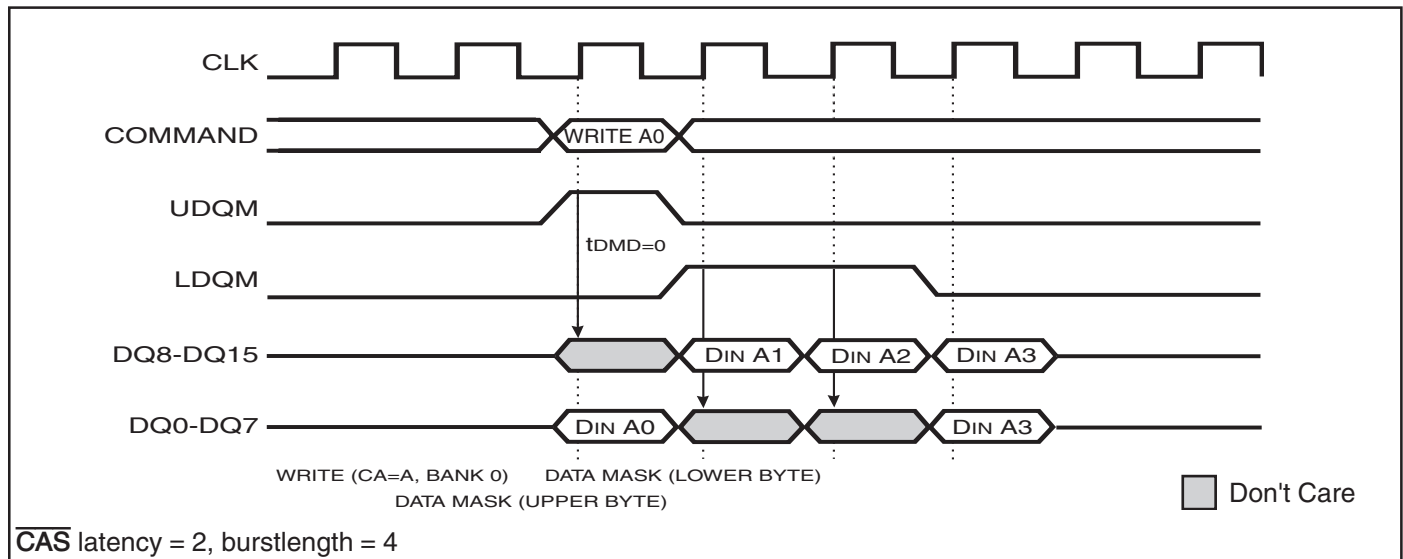 CLK
COMMAND
WRITE A0
UDQM
tDMD=0
LDQM
DQ8-DQ15
DIN A1
DIN A2
DIN A3
DQ0-DQ7
DIN A0
DIN A3
WRITE (CA=A, BANK 0)
DATA MASK (LOWER BYTE)
DATA MASK (UPPER BYTE)
Don't Care
CAS latency = 2, burstlength = 4